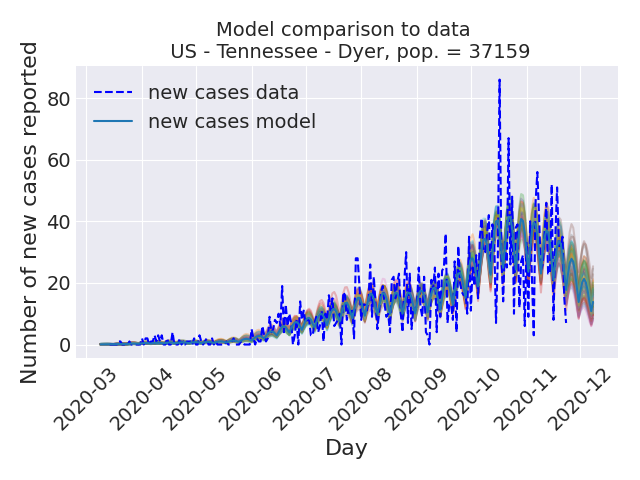 Model comparison to data
US - Tennessee - Dyer, pop. = 37159
Number of new cases reported
80
60
40
20
0
new cases data
new cases model
2020-03
2020-04
2020-05
2020-06
2020-07
2020-08
2020-09
2020-10
2020-11
2020-12
Day